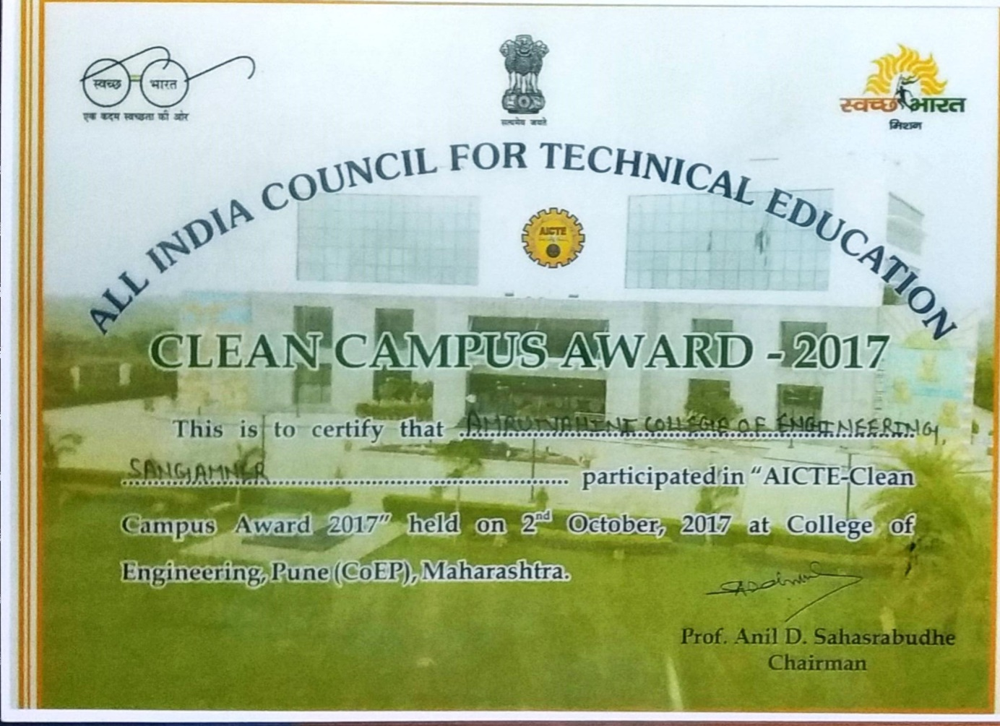 स्वच्छ भारत
एक कदम स्वच्छता की ओर
सत्यमेव जयते
स्वच्छ भारत
मिशन
ALL INDIA COUNCIL FOR TECHNICAL EDUCATION
AICTE
CLEAN CAMPUS AWARD - 2017
This is to certify that AMRUTVAHINI COLLEGE OF ENGINEERING,
SANGAMNER participated in “AICTE-Clean
Campus Award 2017” held on 2nd October, 2017 at College of
Engineering, Pune (CoEP), Maharashtra.
Prof. Anil D. Sahasrabudhe
Chairman